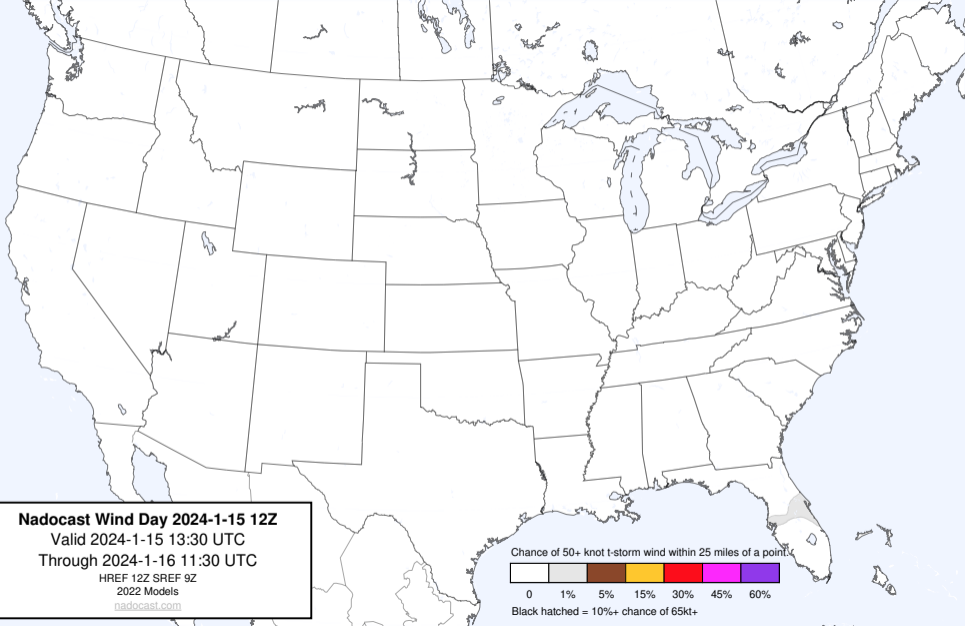 Nadocast Wind Day 2024-1-15 12Z
Valid 2024-1-15 13:30 UTC
Through 2024-1-16 11:30 UTC
HREF 12Z SREF 9Z
2022 Models
nadocast.com
Chance of 50+ knot t-storm wind within 25 miles of a point.
0 1% 5% 15% 30% 45% 60%
Black hatched = 10%+ chance of 65kt+